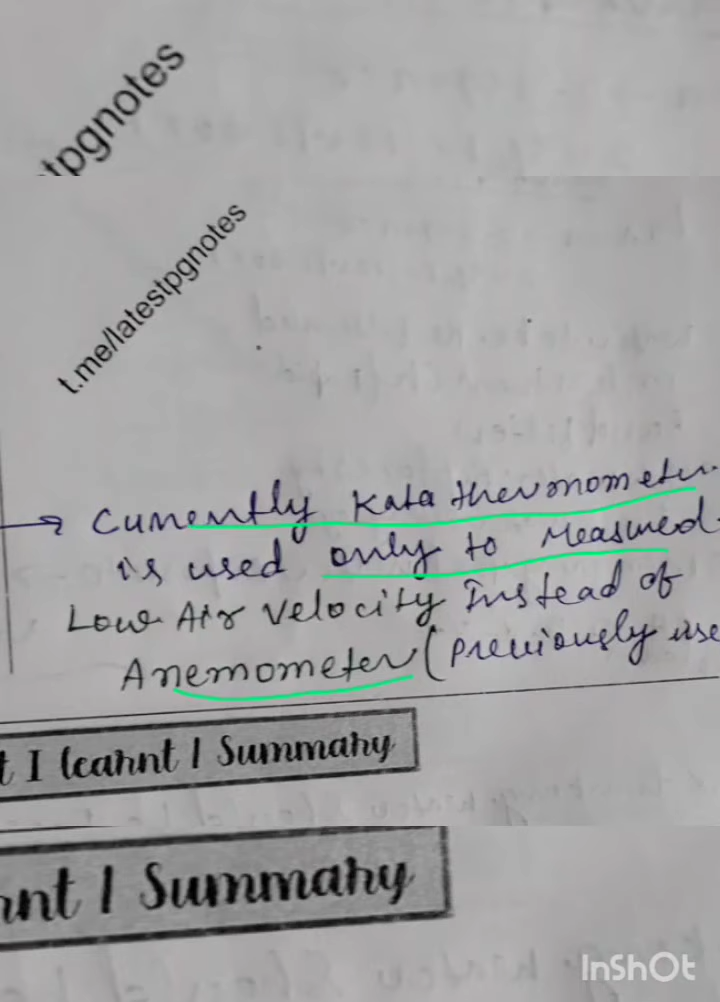 tpgnotes
t.me/latestpgnotes
→ Currently Kata thermometer
is used only to Measured
Low Air Velocity Instead of
Anemometer (Previously use
t I learnt / Summary
nt / Summary
InShOt